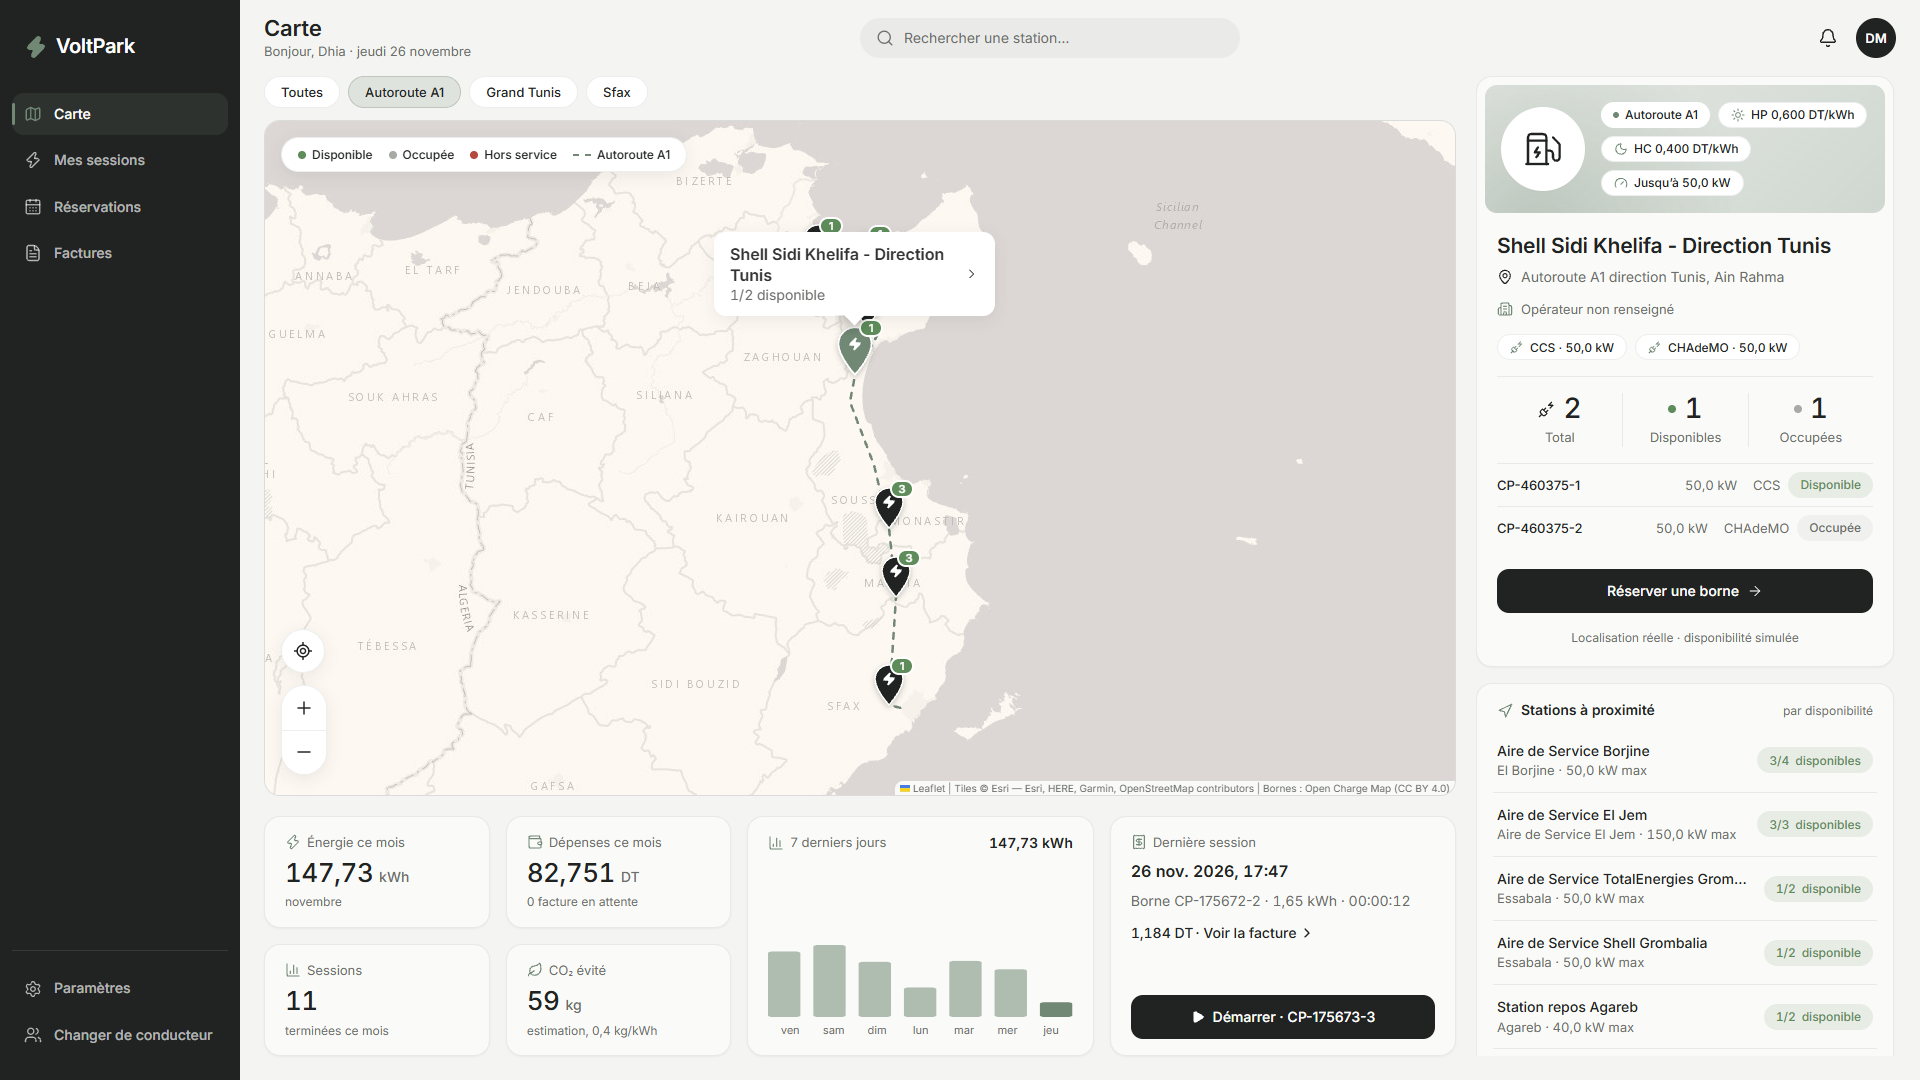 VoltPark
Carte
Mes sessions
Réservations
Factures
Paramètres
Changer de conducteur
Carte
Bonjour, Dhia · jeudi 26 novembre
Rechercher une station...
DM
Toutes
Autoroute A1
Grand Tunis
Sfax
Disponible
Occupée
Hors service
Autoroute A1
BIZERTE
Sicilian
Channel
1
Shell Sidi Khelifa - Direction
Tunis
1/2 disponible
ANNABA
EL TARF
JENDOUBA
GUELMA
1
ZAGHOUAN
SOUK AHRAS
SILIANA
CAF
TUNISIA
3
KAIROUAN
3
ALGERIA
KASSERINE
TÉBESSA
1
SIDI BOUZID
SFAX
GAFSA
Leaflet | Tiles © Esri — Esri, HERE, Garmin, OpenStreetMap contributors | Bornes : Open Charge Map (CC BY 4.0)
Énergie ce mois
147,73 kWh
novembre
Dépenses ce mois
82,751 DT
0 facture en attente
Sessions
11
terminées ce mois
CO₂ évité
59 kg
estimation, 0,4 kg/kWh
7 derniers jours
147,73 kWh
ven sam dim lun mar mer jeu
Dernière session
26 nov. 2026, 17:47
Borne CP-175672-2 · 1,65 kWh · 00:00:12
1,184 DT · Voir la facture
Démarrer · CP-175673-3
Autoroute A1
HP 0,600 DT/kWh
HC 0,400 DT/kWh
Jusqu'à 50,0 kW
Shell Sidi Khelifa - Direction Tunis
Autoroute A1 direction Tunis, Ain Rahma
Opérateur non renseigné
CCS · 50,0 kW
CHAdeMO · 50,0 kW
2
Total
1
Disponibles
1
Occupées
CP-460375-1 50,0 kW CCS Disponible
CP-460375-2 50,0 kW CHAdeMO Occupée
Réserver une borne
Localisation réelle · disponibilité simulée
Stations à proximité
par disponibilité
Aire de Service Borjine
El Borjine · 50,0 kW max
3/4 disponibles
Aire de Service El Jem
Aire de Service El Jem · 150,0 kW max
3/3 disponibles
Aire de Service TotalEnergies Grom...
Essabala · 50,0 kW max
1/2 disponible
Aire de Service Shell Grombalia
Essabala · 50,0 kW max
1/2 disponible
Station repos Agareb
Agareb · 40,0 kW max
1/2 disponible